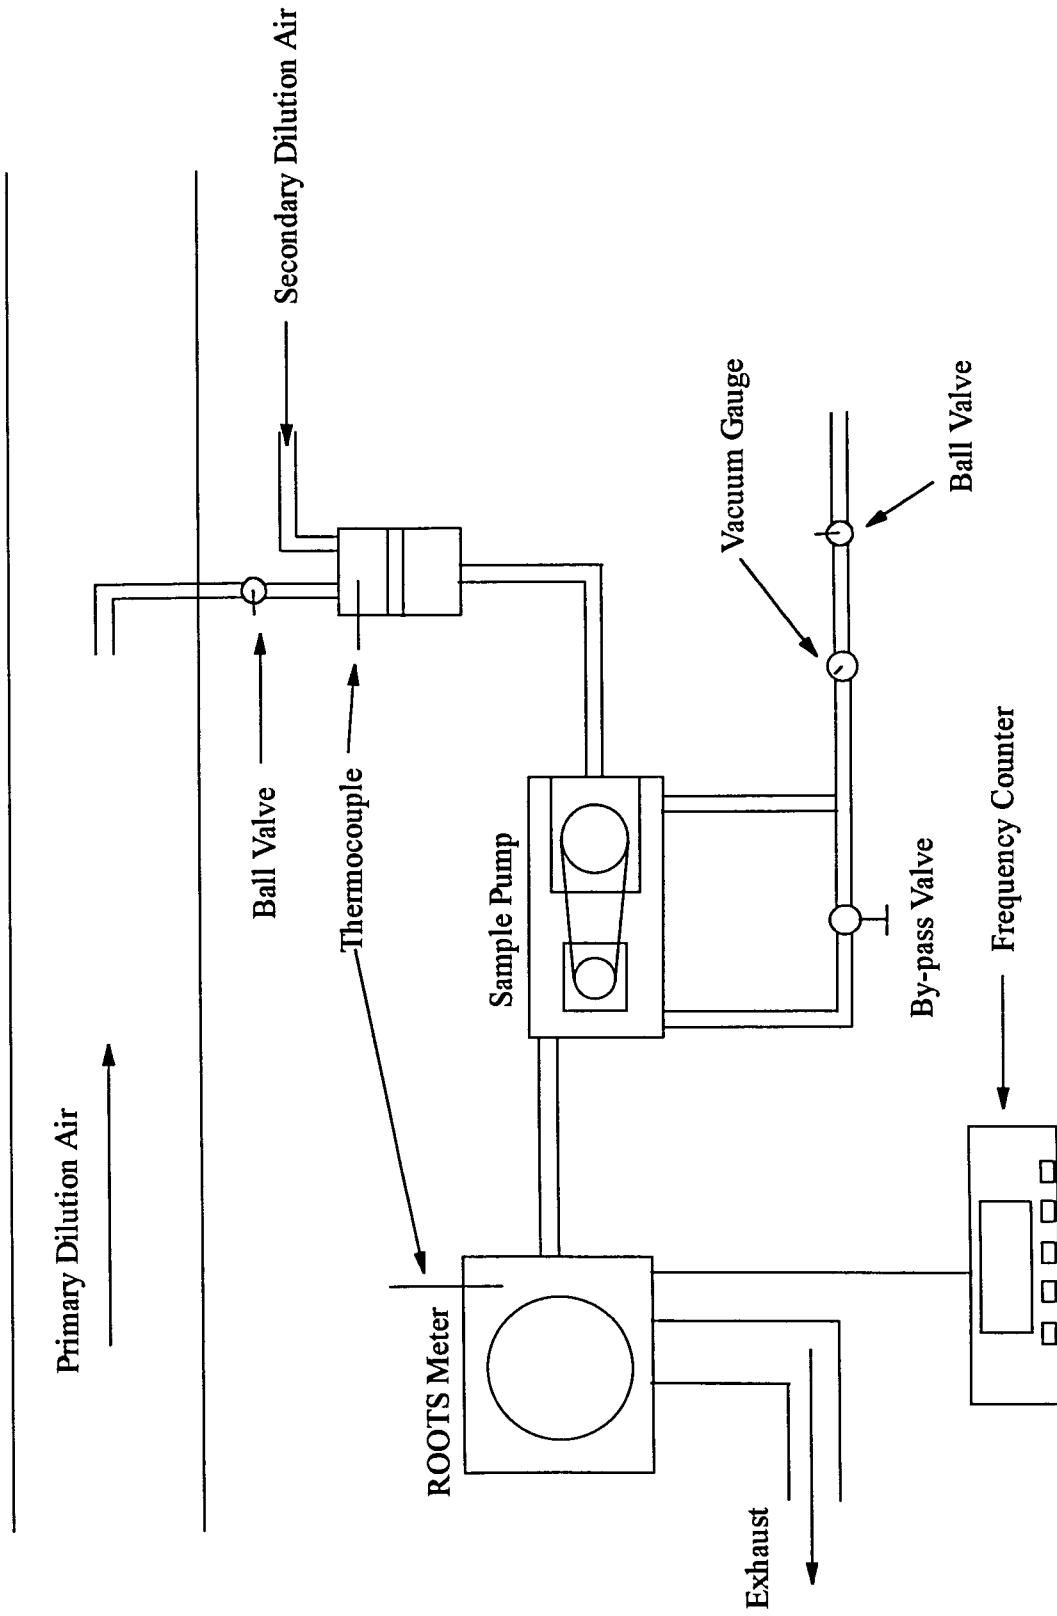 Primary Dilution Air
Secondary Dilution Air
Ball Valve
Thermocouple
ROOTS Meter
Sample Pump
Vacuum Gauge
Ball Valve
By-pass Valve
Frequency Counter
Exhaust